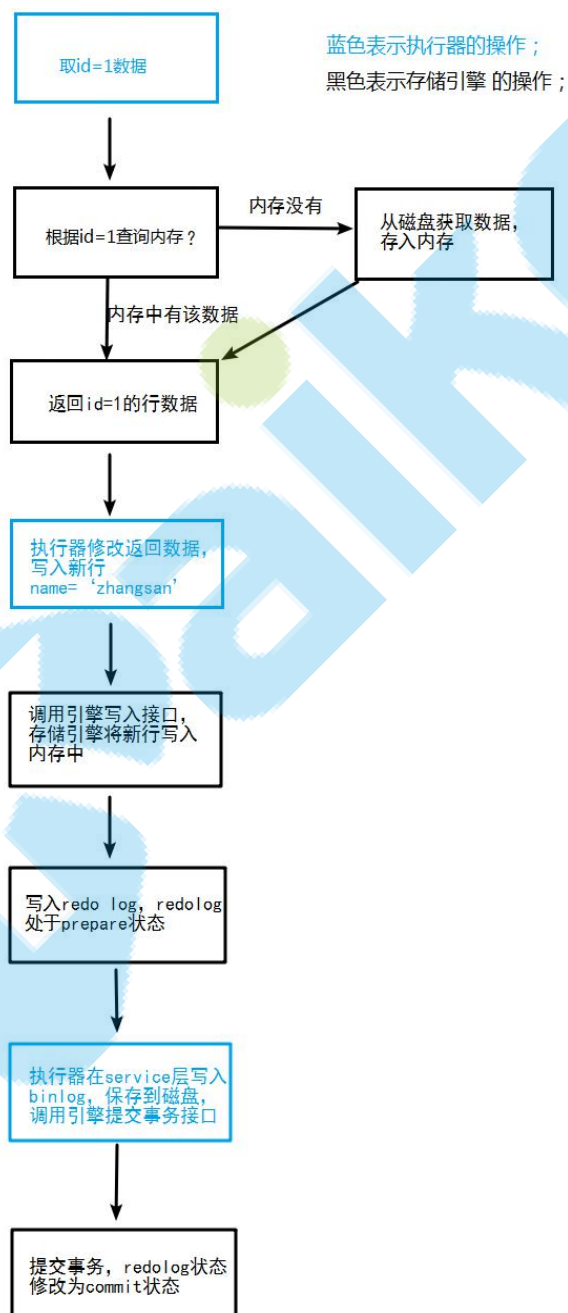 取id=1数据
蓝色表示执行器的操作；
黑色表示存储引擎 的操作；
根据id=1查询内存？
内存没有
从磁盘获取数据，
存入内存
内存中有该数据
返回id=1的行数据
执行器修改返回数据，
写入新行
name=‘zhangsan’
调用引擎写入接口，
存储引擎将新行写入
内存中
写入redo log，redolog
处于prepare状态
执行器在service层写入
binlog，保存到磁盘，
调用引擎提交事务接口
提交事务，redolog状态
修改为commit状态